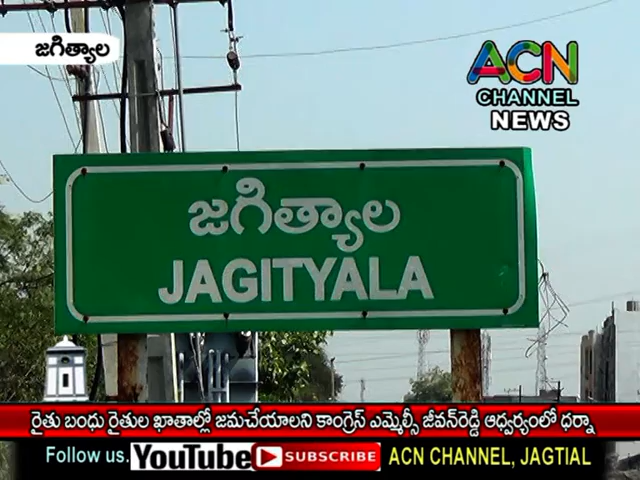 జగిత్యాల
ACN
CHANNEL
NEWS
జగిత్యాల
JAGITYALA
రైతు బంధు రైతుల ఖాతాల్లో జమచేయాలని కాంగ్రెస్ ఎమ్మెల్సీ జీవన్‌రెడ్డి ఆధ్వర్యంలో ధర్నా
Follow us. YouTube SUBSCRIBE ACN CHANNEL, JAGTIAL